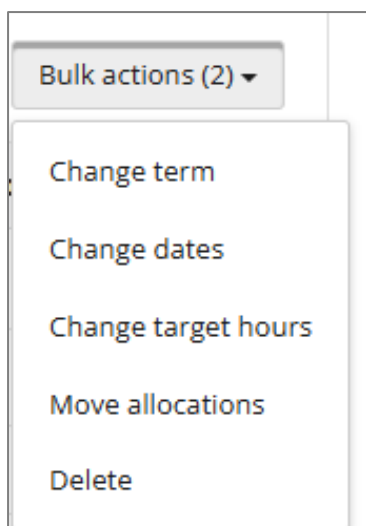 Bulk actions (2)
Change term
Change dates
Change target hours
Move allocations
Delete